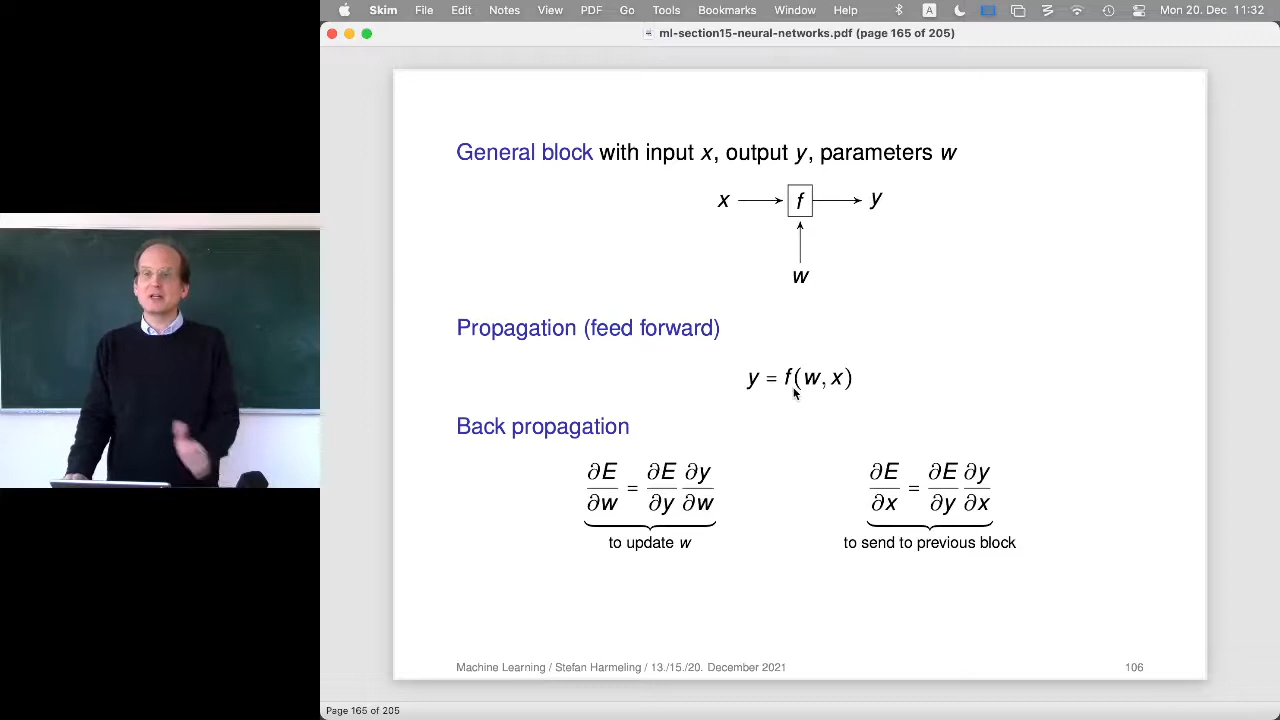 Skim File Edit Notes View PDF Go Tools Bookmarks Window Help A Mon 20. Dec 11:32
ml-section15-neural-networks.pdf (page 165 of 205)
General block with input x, output y, parameters w
x f y
w
Propagation (feed forward)
y = f(w, x)
Back propagation
∂E/∂w = ∂E/∂y ∂y/∂w ∂E/∂x = ∂E/∂y ∂y/∂x
to update w to send to previous block
Machine Learning / Stefan Harmeling / 13./15./20. December 2021 106
Page 165 of 205